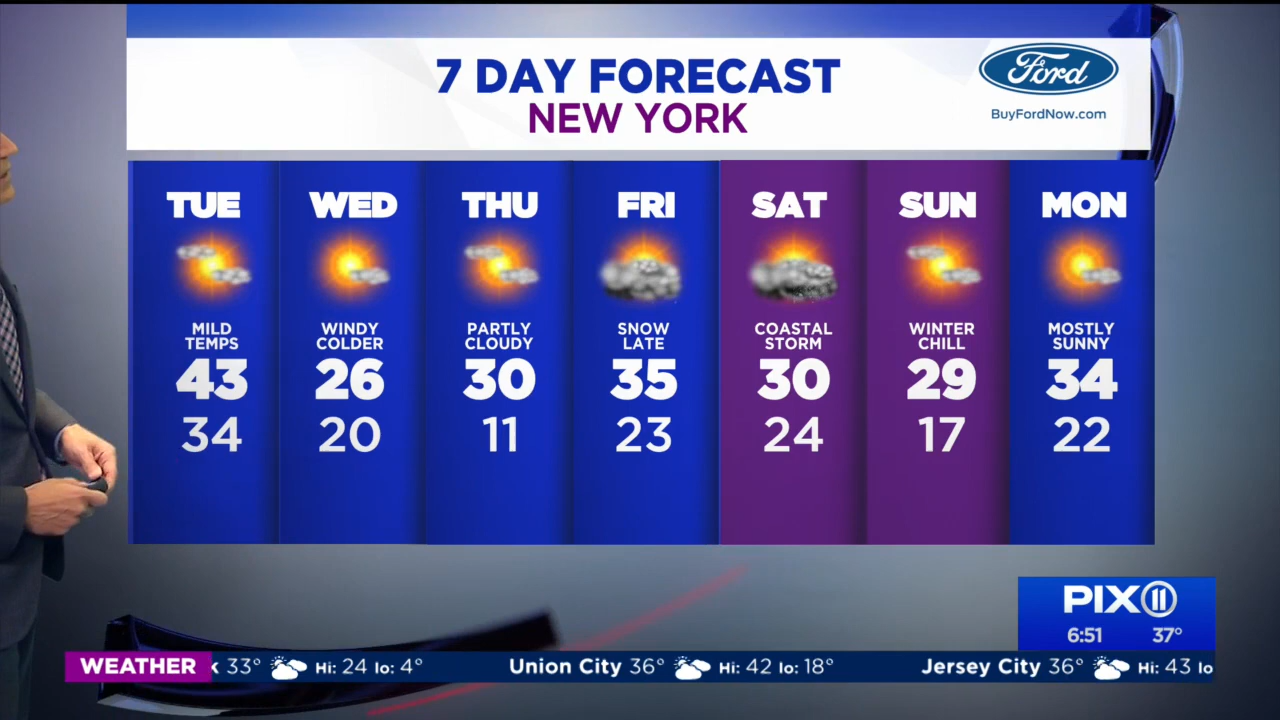 7 DAY FORECAST
NEW YORK
Ford
BuyFordNow.com
TUE WED THU FRI SAT SUN MON
MILD TEMPS WINDY COLDER PARTLY CLOUDY SNOW LATE COASTAL STORM WINTER CHILL MOSTLY SUNNY
43 26 30 35 30 29 34
34 20 11 23 24 17 22
PIX 11
6:51 37°
WEATHER 33° Hi: 24 lo: 4° Union City 36° Hi: 42 lo: 18° Jersey City 36° Hi: 43 lo